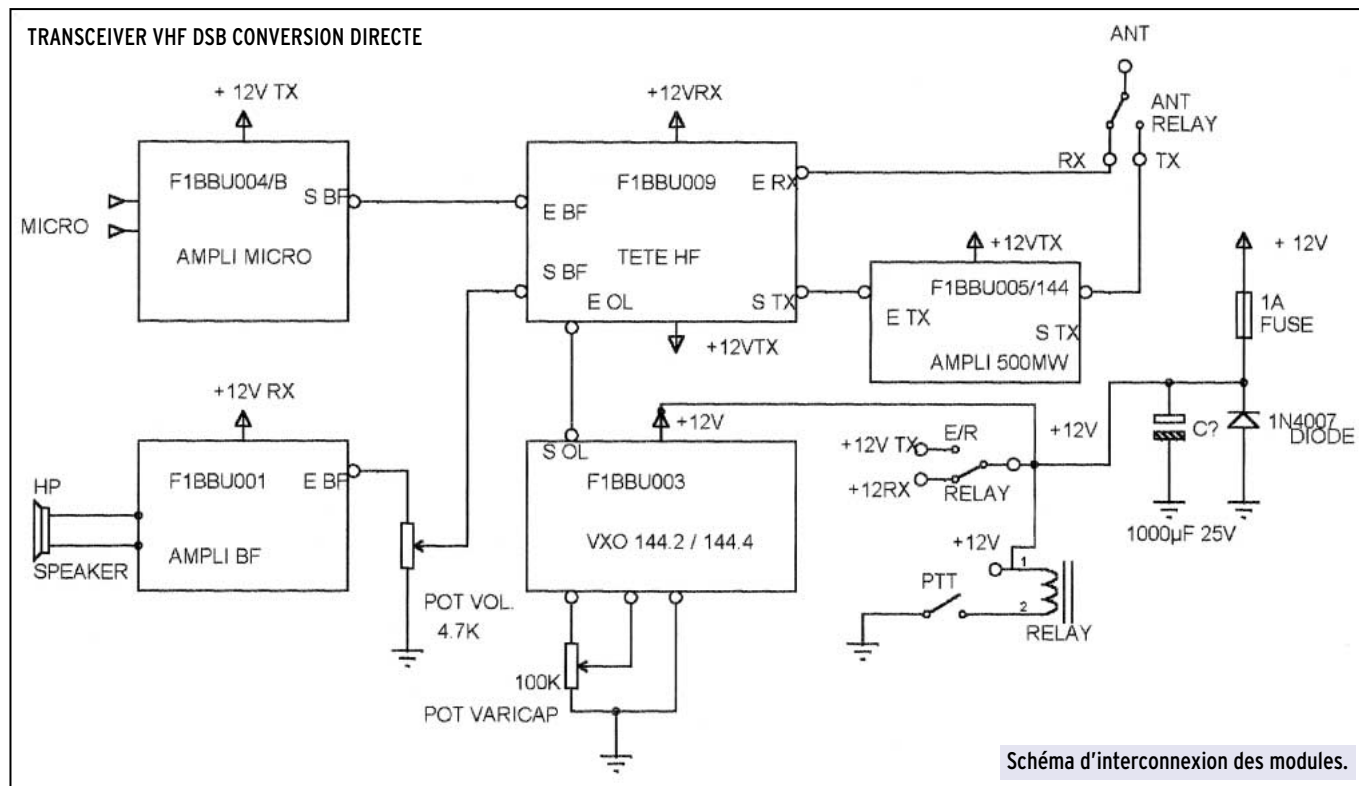 TRANSCEIVER VHF DSB CONVERSION DIRECTE
ANT
+ 12V TX
+12VRX
ANT
RELAY
RX
TX
F1BBU004/B
S BF
MICRO
AMPLI MICRO
F1BBU009
E RX
E BF
TETE HF
S BF
E OL
S TX
+12VTX
+12VTX
F1BBU005/144
E TX
S TX
AMPLI 500MW
+ 12V
1A
FUSE
+12V RX
F1BBU001
E BF
HP
SPEAKER
AMPLI BF
POT VOL.
4.7K
+12V
S OL
F1BBU003
VXO 144.2 / 144.4
100K
POT VARICAP
+12V TX
E/R
+12RX
RELAY
+12V
C?
1N4007
DIODE
1000µF 25V
+12V
PTT
1
2
RELAY
Schéma d'interconnexion des modules.